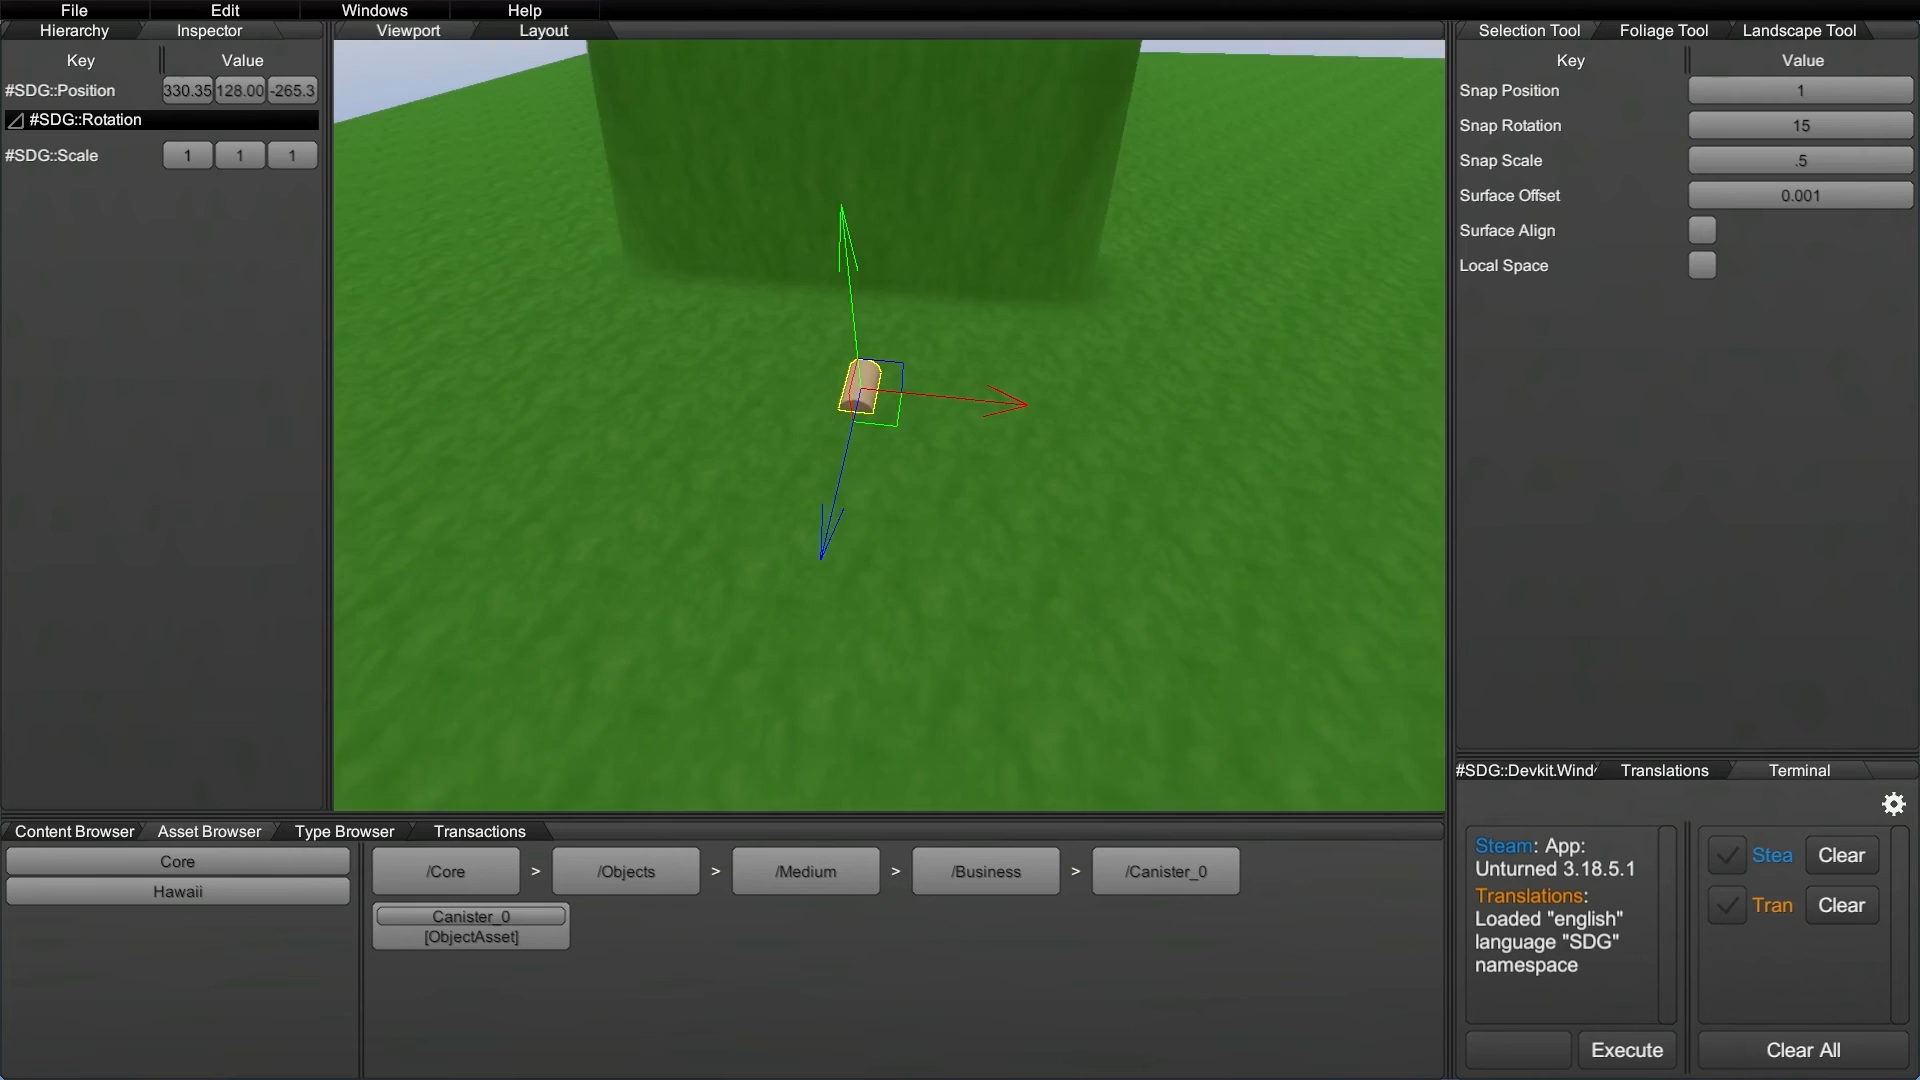 File
Edit
Windows
Help
Hierarchy
Inspector
Viewport
Layout
Selection Tool
Foliage Tool
Landscape Tool
Key
Value
#SDG::Position
330.35
128.00
-265.3
#SDG::Rotation
#SDG::Scale
1
1
1
Key
Value
Snap Position
1
Snap Rotation
15
Snap Scale
.5
Surface Offset
0.001
Surface Align
Local Space
#SDG::Devkit.Wind
Translations
Terminal
Steam: App:
Unturned 3.18.5.1
Translations:
Loaded "english"
language "SDG"
namespace
Stea
Clear
Tran
Clear
Execute
Clear All
Content Browser
Asset Browser
Type Browser
Transactions
Core
Hawaii
/Core
>
/Objects
>
/Medium
>
/Business
>
/Canister_0
Canister_0
[ObjectAsset]